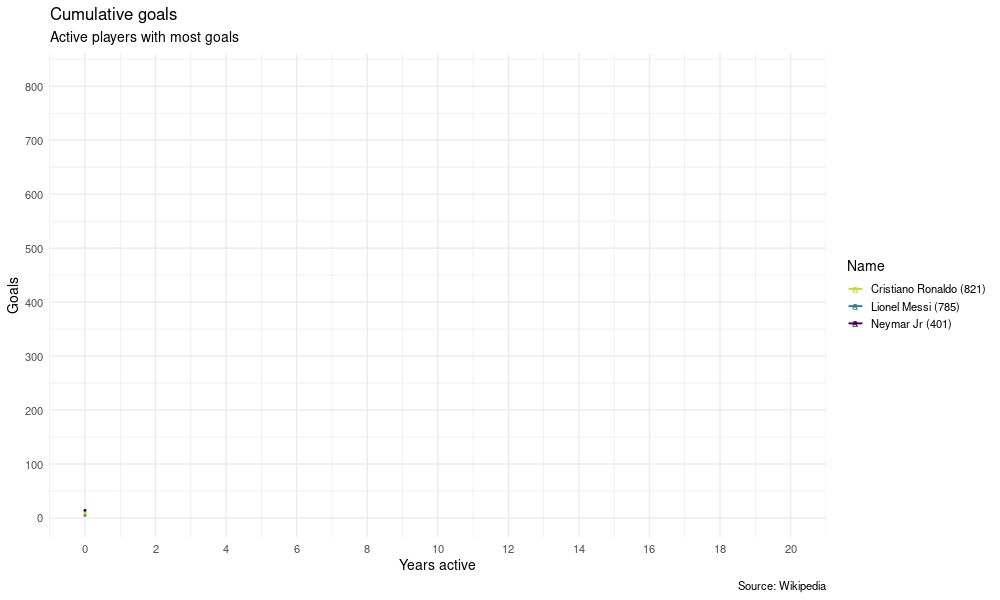 Cumulative goals
Active players with most goals
800
700
600
500
400
300
200
100
0
Goals
0 2 4 6 8 10 12 14 16 18 20
Years active
Name
Cristiano Ronaldo (821)
Lionel Messi (785)
Neymar Jr (401)
Source: Wikipedia